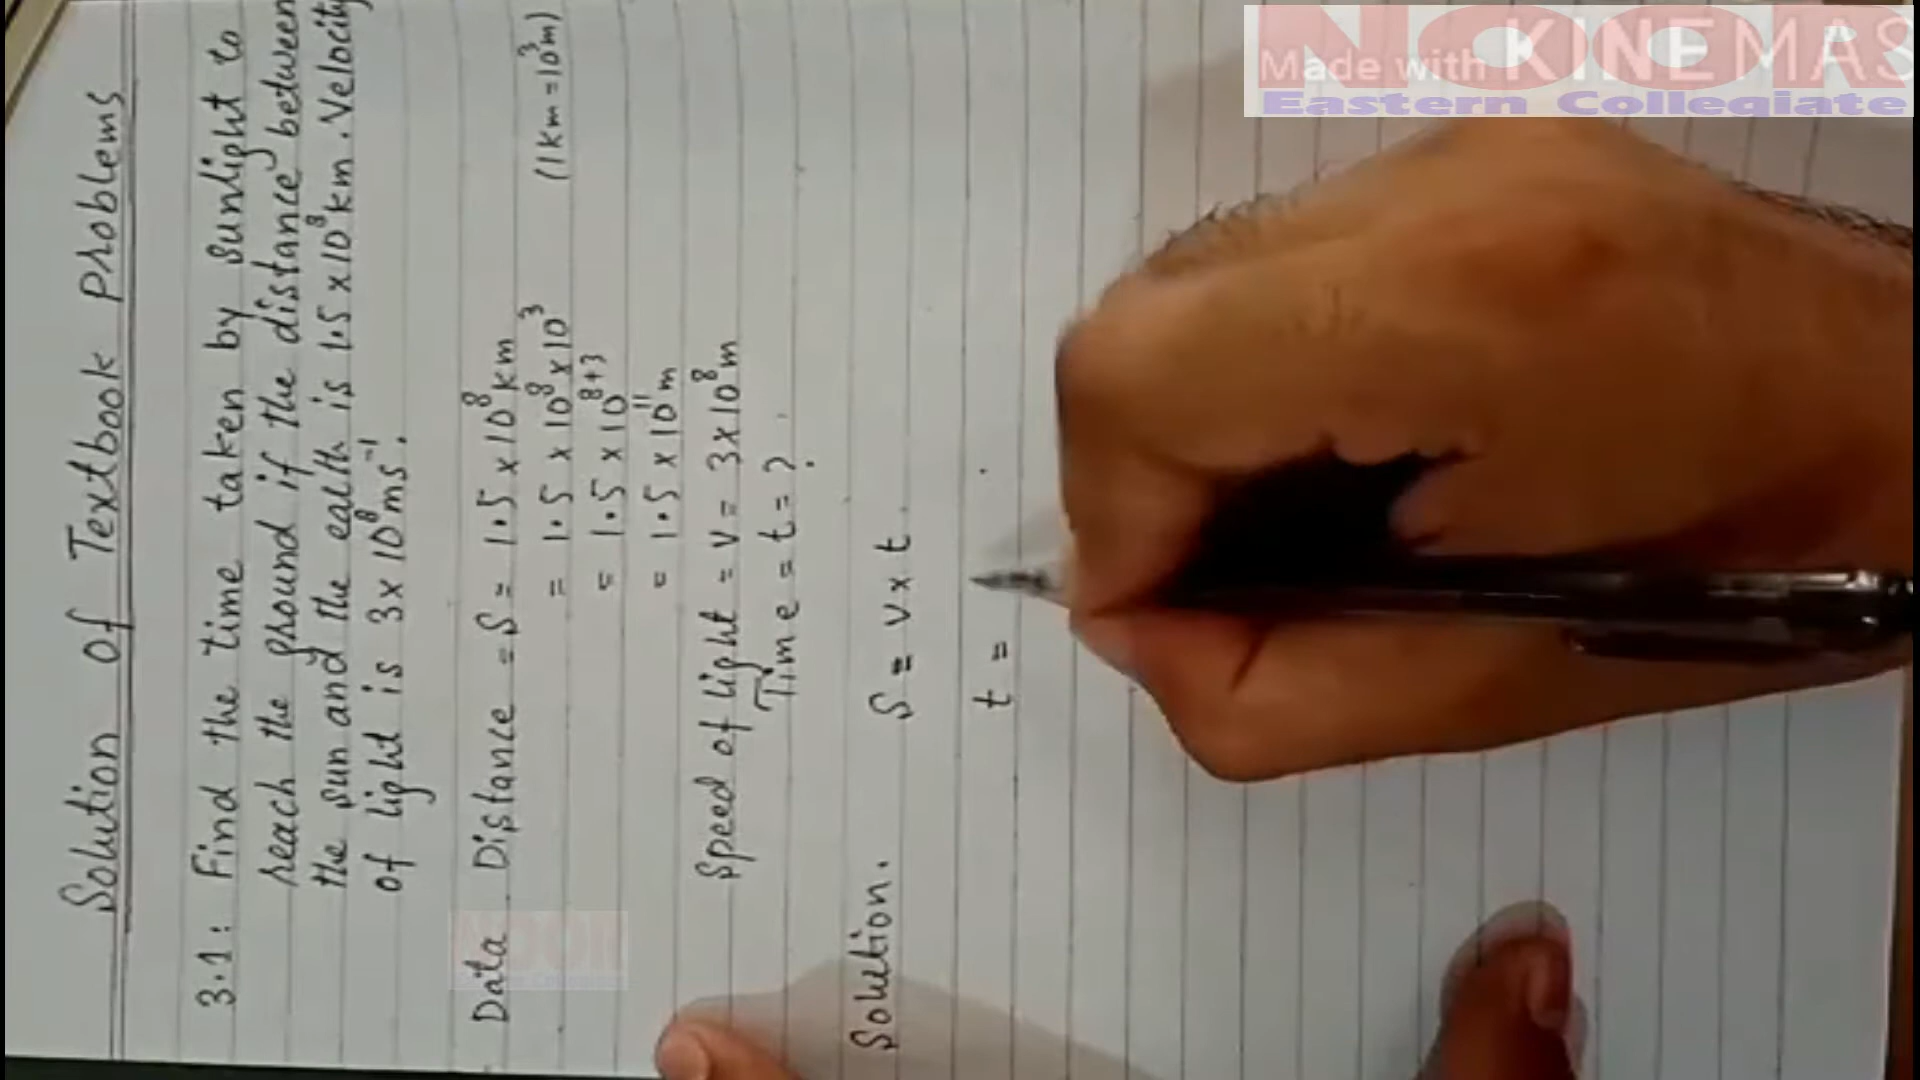 Solution of Textbook Problems
3.1: Find the time taken by sunlight to
reach the ground if the distance between
the sun and the earth is 1.5 x 10⁸ km. Velocity
of light is 3 x 10⁸ ms⁻¹.
Data. Distance = S = 1.5 x 10⁸ km
= 1.5 x 10⁸ x 10³ (1km = 10³m)
= 1.5 x 10⁸⁺³
= 1.5 x 10¹¹ m
Speed of light = v = 3 x 10⁸ m
Time = t = ?
Solution. S = v x t
t =
Made with KINEMAS
NOON
Eastern Collegiate